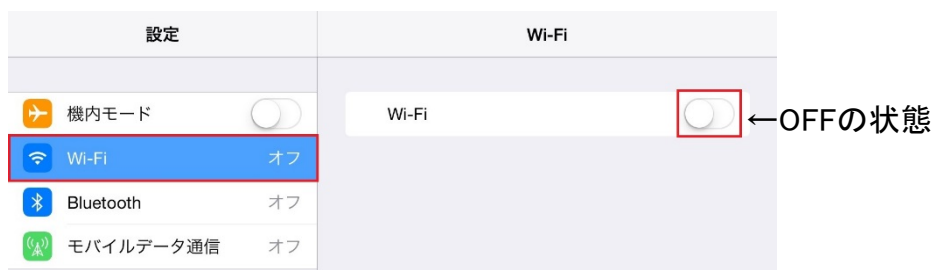 設定
Wi-Fi
機内モード
Wi-Fi オフ
Bluetooth オフ
モバイルデータ通信 オフ
Wi-Fi
←OFFの状態